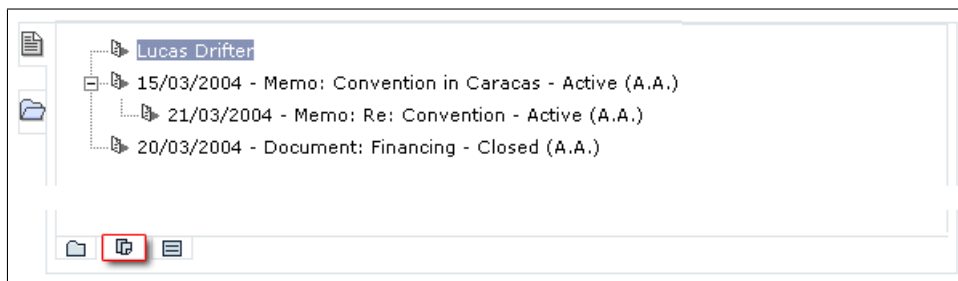 Lucas Drifter
15/03/2004 - Memo: Convention in Caracas - Active (A.A.)
21/03/2004 - Memo: Re: Convention - Active (A.A.)
20/03/2004 - Document: Financing - Closed (A.A.)